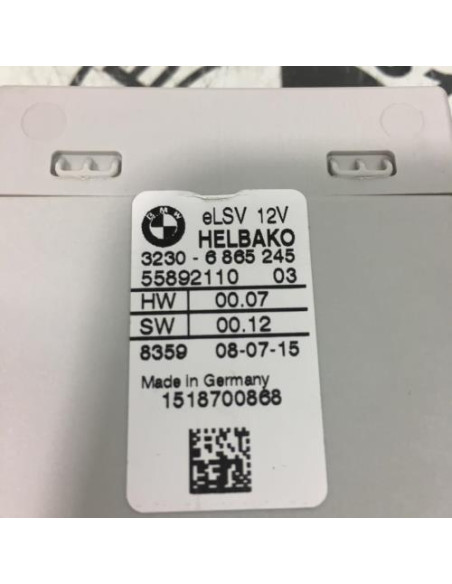 BMW
eLSV 12V
HELBAKO
3230 - 6 865 245
55892110 03
HW 00.07
SW 00.12
8359 08-07-15
Made in Germany
1518700868